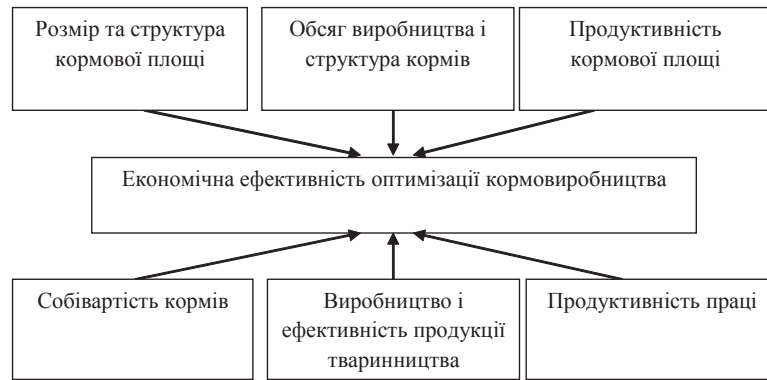 Розмір та структура
кормової площі
Обсяг виробництва і
структура кормів
Продуктивність
кормової площі
Економічна ефективність оптимізації кормовиробництва
Собівартість кормів
Виробництво і
ефективність продукції
тваринництва
Продуктивність праці